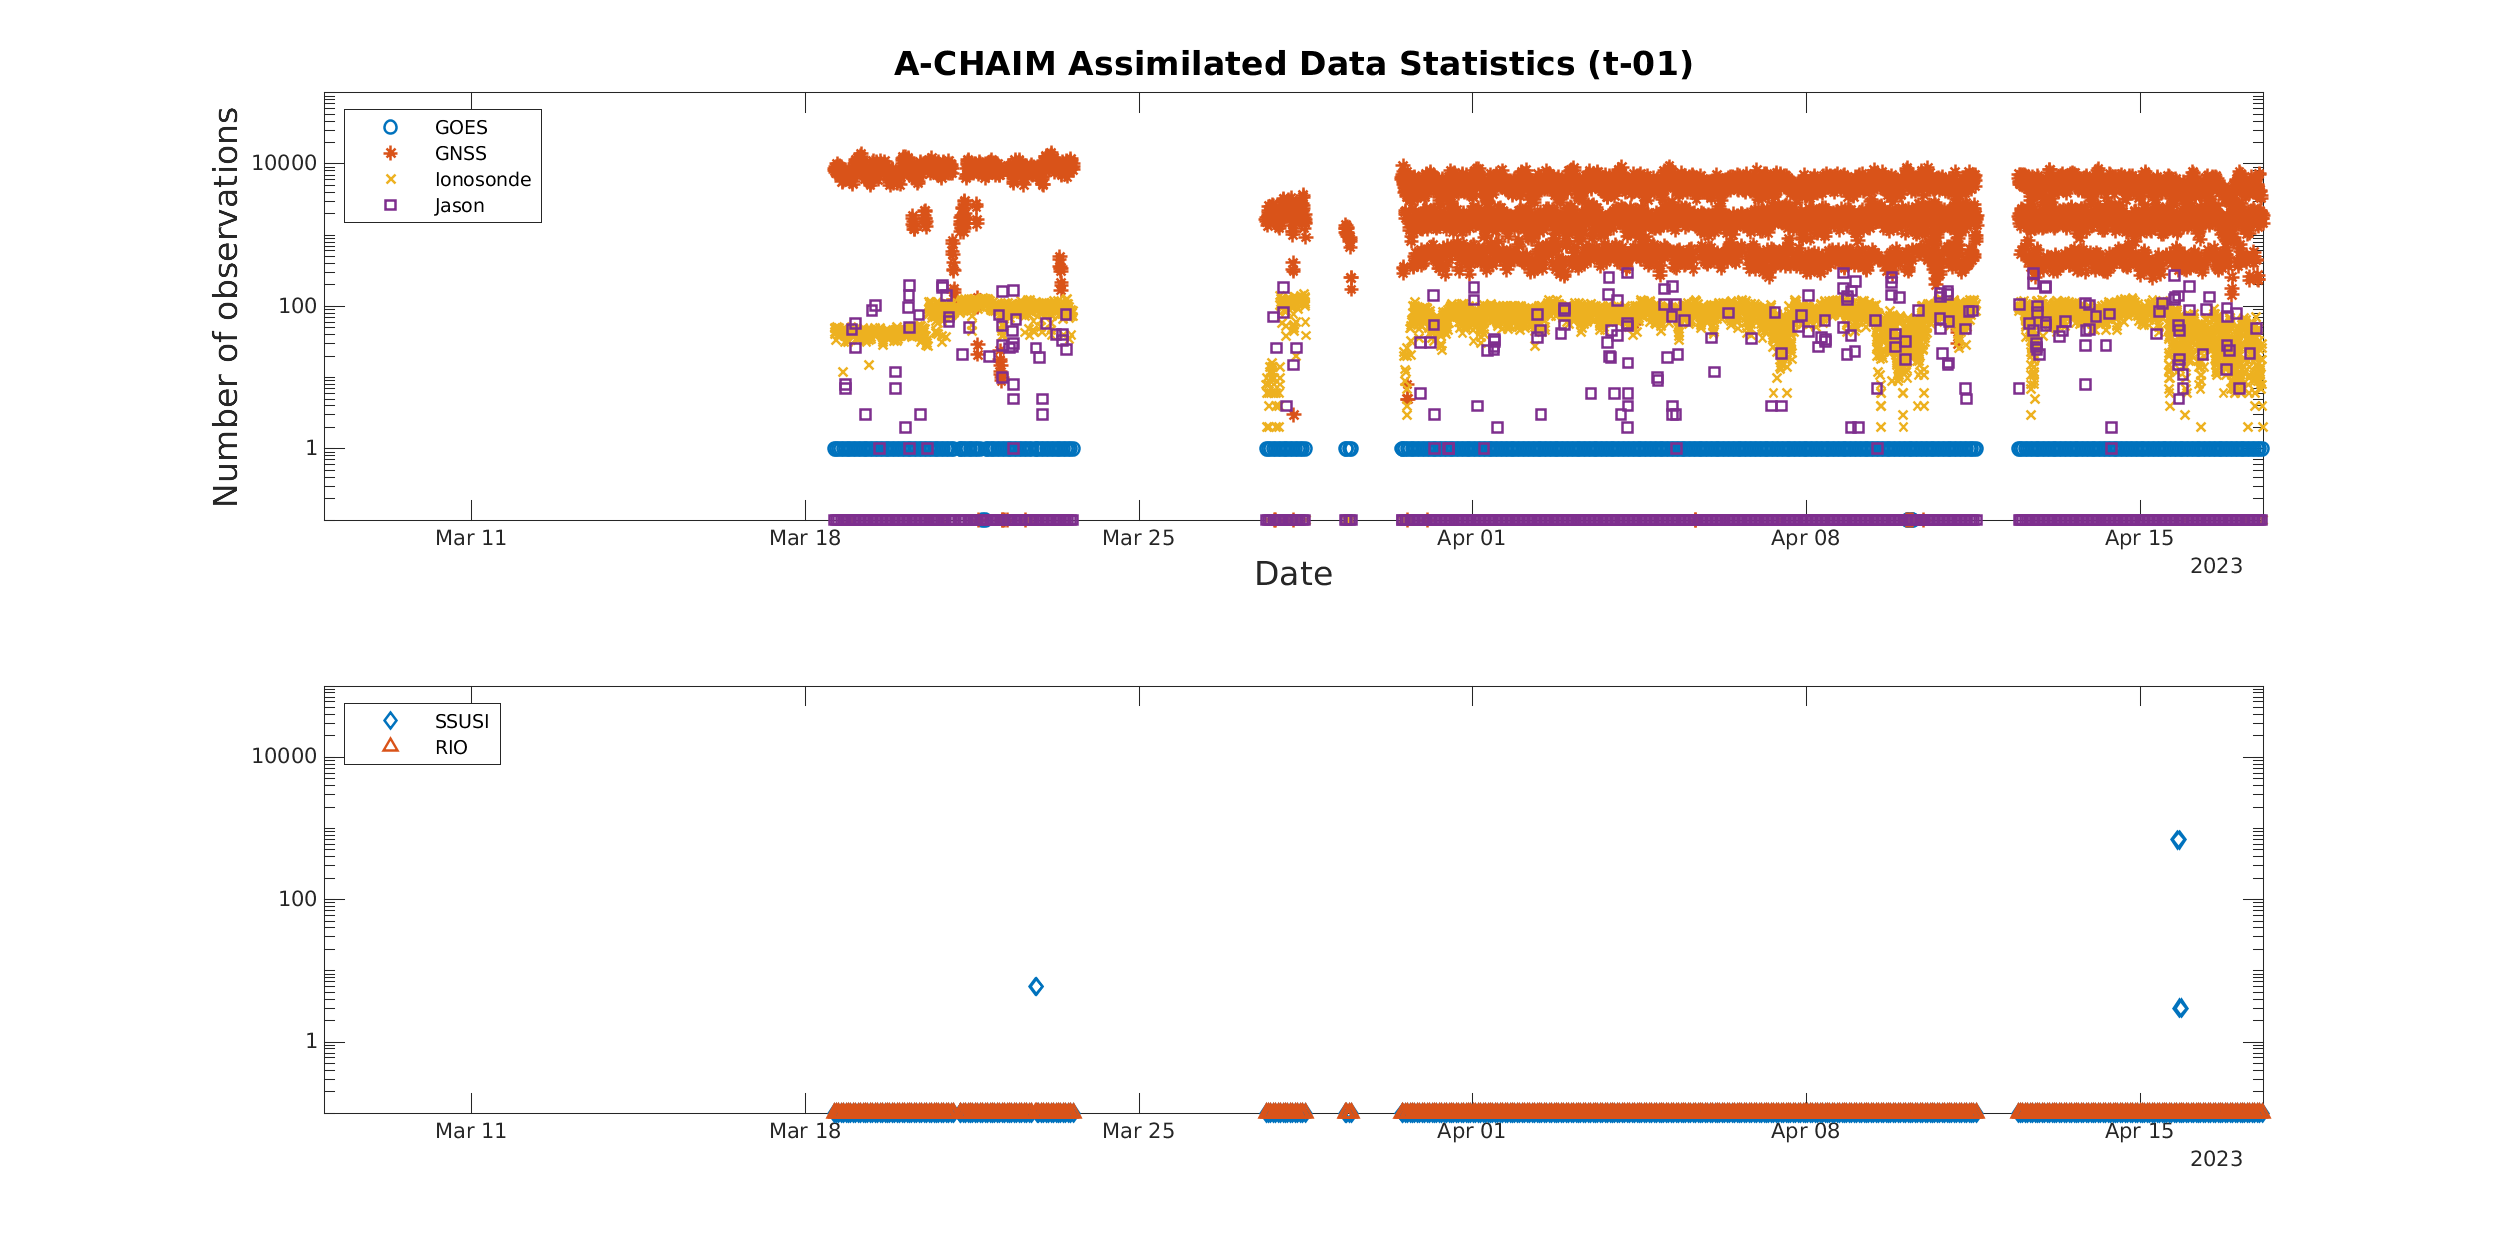 A-CHAIM Assimilated Data Statistics (t-01)
Number of observations
10000
100
1
GOES
GNSS
Ionosonde
Jason
Mar 11
Mar 18
Mar 25
Apr 01
Apr 08
Apr 15
2023
Date
10000
100
1
SSUSI
RIO
Mar 11
Mar 18
Mar 25
Apr 01
Apr 08
Apr 15
2023